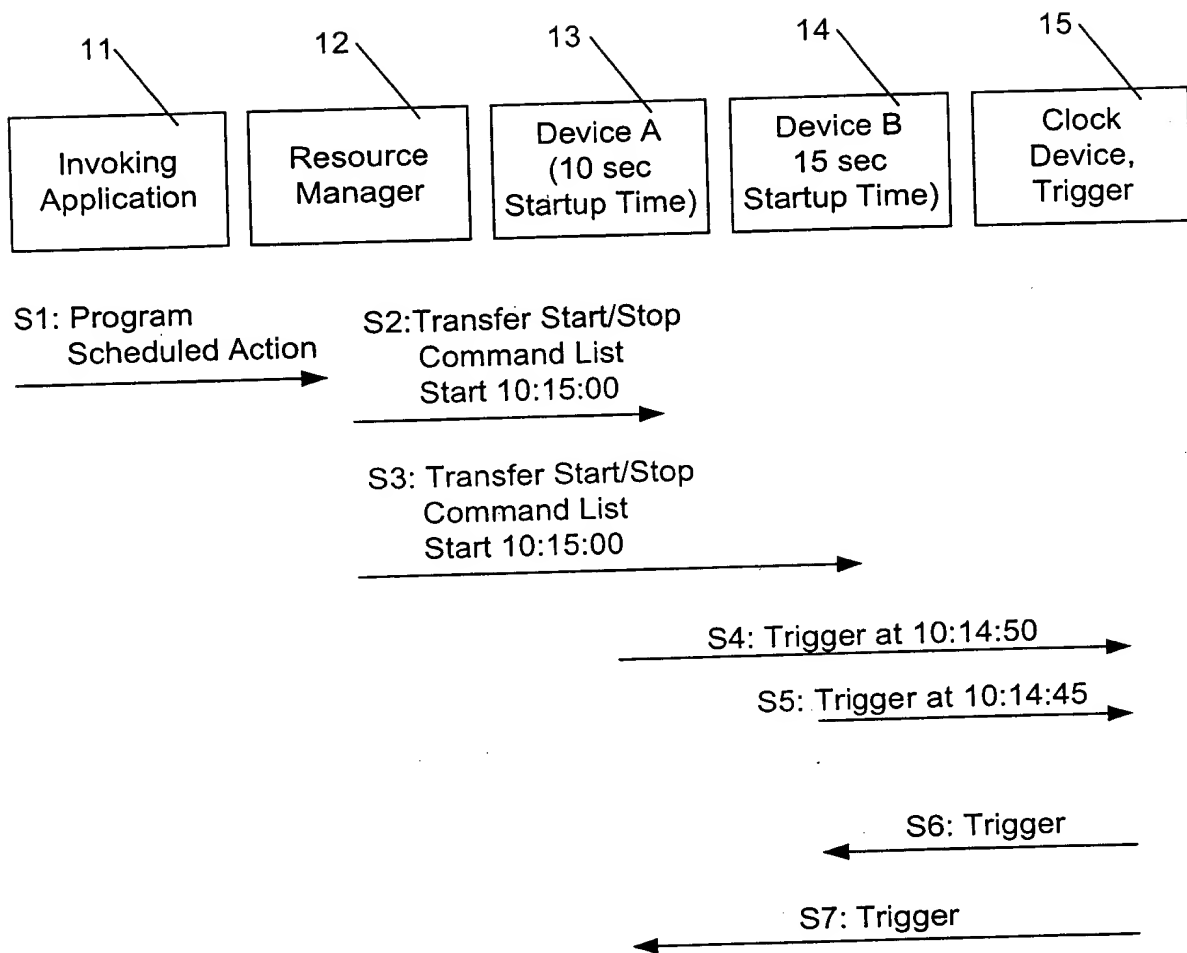 11
12
13
14
15
Invoking
Application
Resource
Manager
Device A
(10 sec
Startup Time)
Device B
15 sec
Startup Time)
Clock
Device,
Trigger
S1: Program
Scheduled Action
S2:Transfer Start/Stop
Command List
Start 10:15:00
S3: Transfer Start/Stop
Command List
Start 10:15:00
S4: Trigger at 10:14:50
S5: Trigger at 10:14:45
S6: Trigger
S7: Trigger